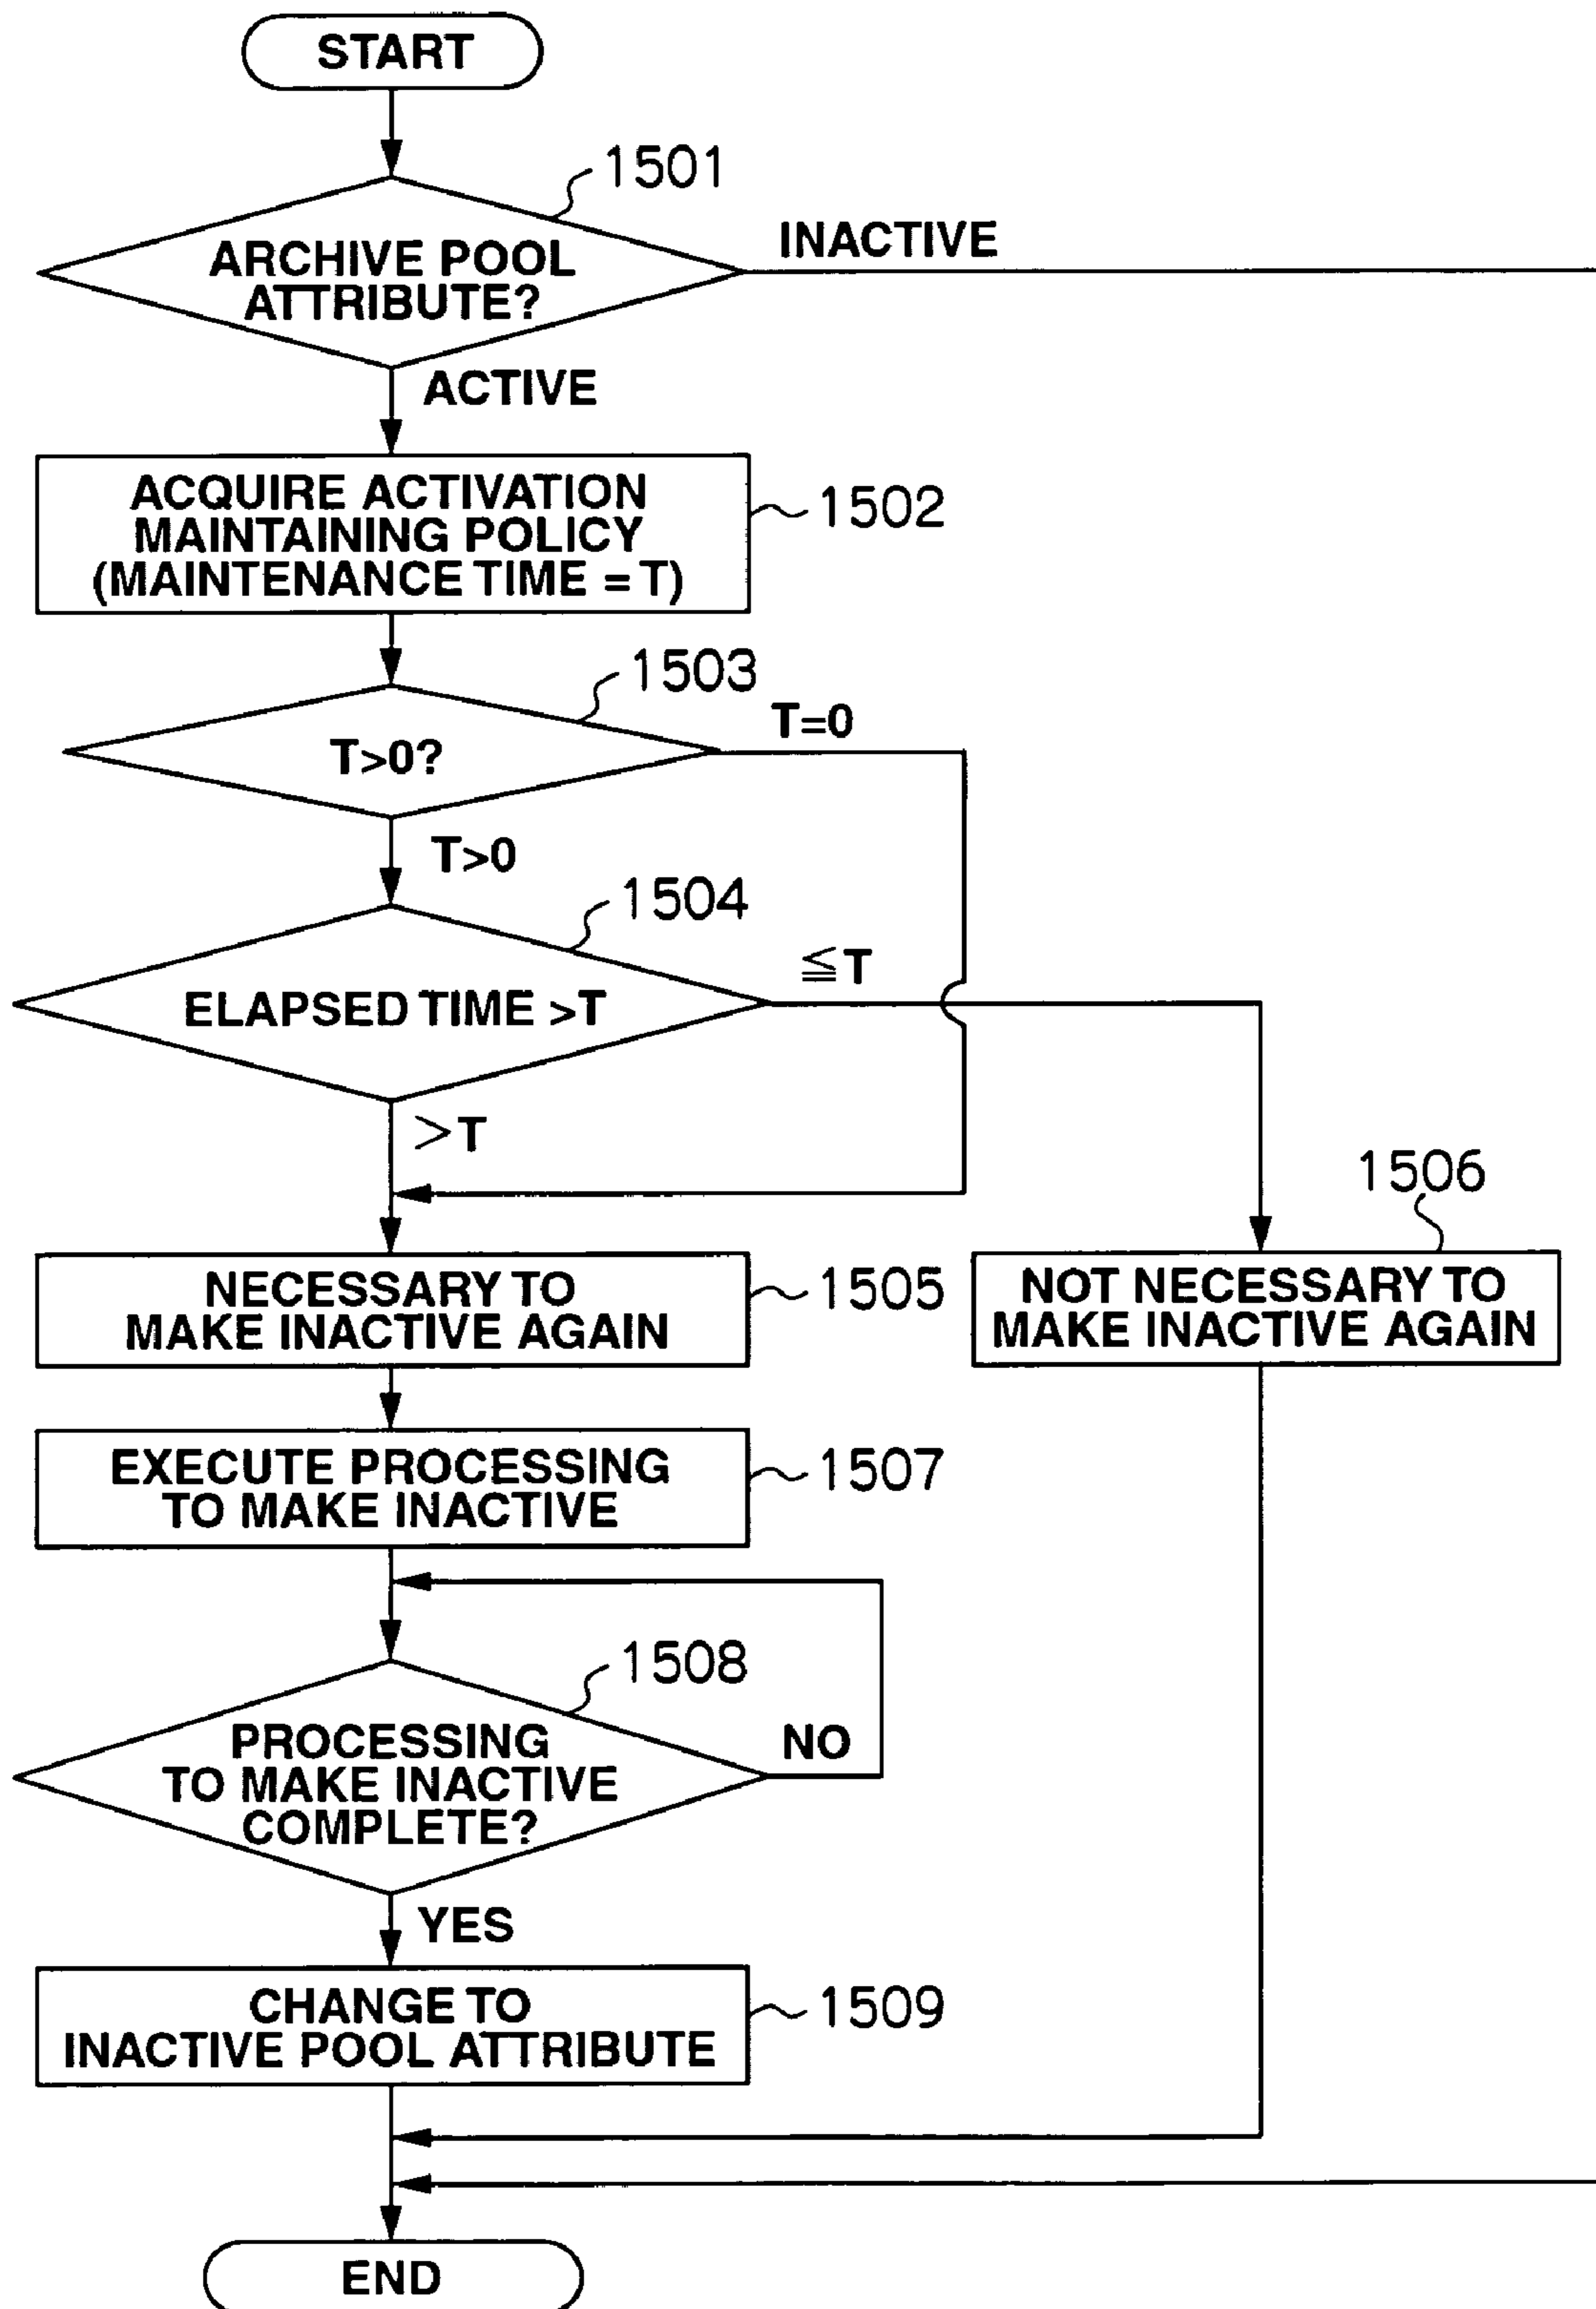 START
1501
ARCHIVE POOL
ATTRIBUTE?
INACTIVE
ACTIVE
ACQUIRE ACTIVATION
MAINTAINING POLICY
(MAINTENANCE TIME = T)
1502
1503
T>0?
T=0
T>0
1504
ELAPSED TIME >T
≦T
>T
NECESSARY TO
MAKE INACTIVE AGAIN
1505
1506
NOT NECESSARY TO
MAKE INACTIVE AGAIN
EXECUTE PROCESSING
TO MAKE INACTIVE
1507
1508
PROCESSING
TO MAKE INACTIVE
COMPLETE?
NO
YES
CHANGE TO
INACTIVE POOL ATTRIBUTE
1509
END